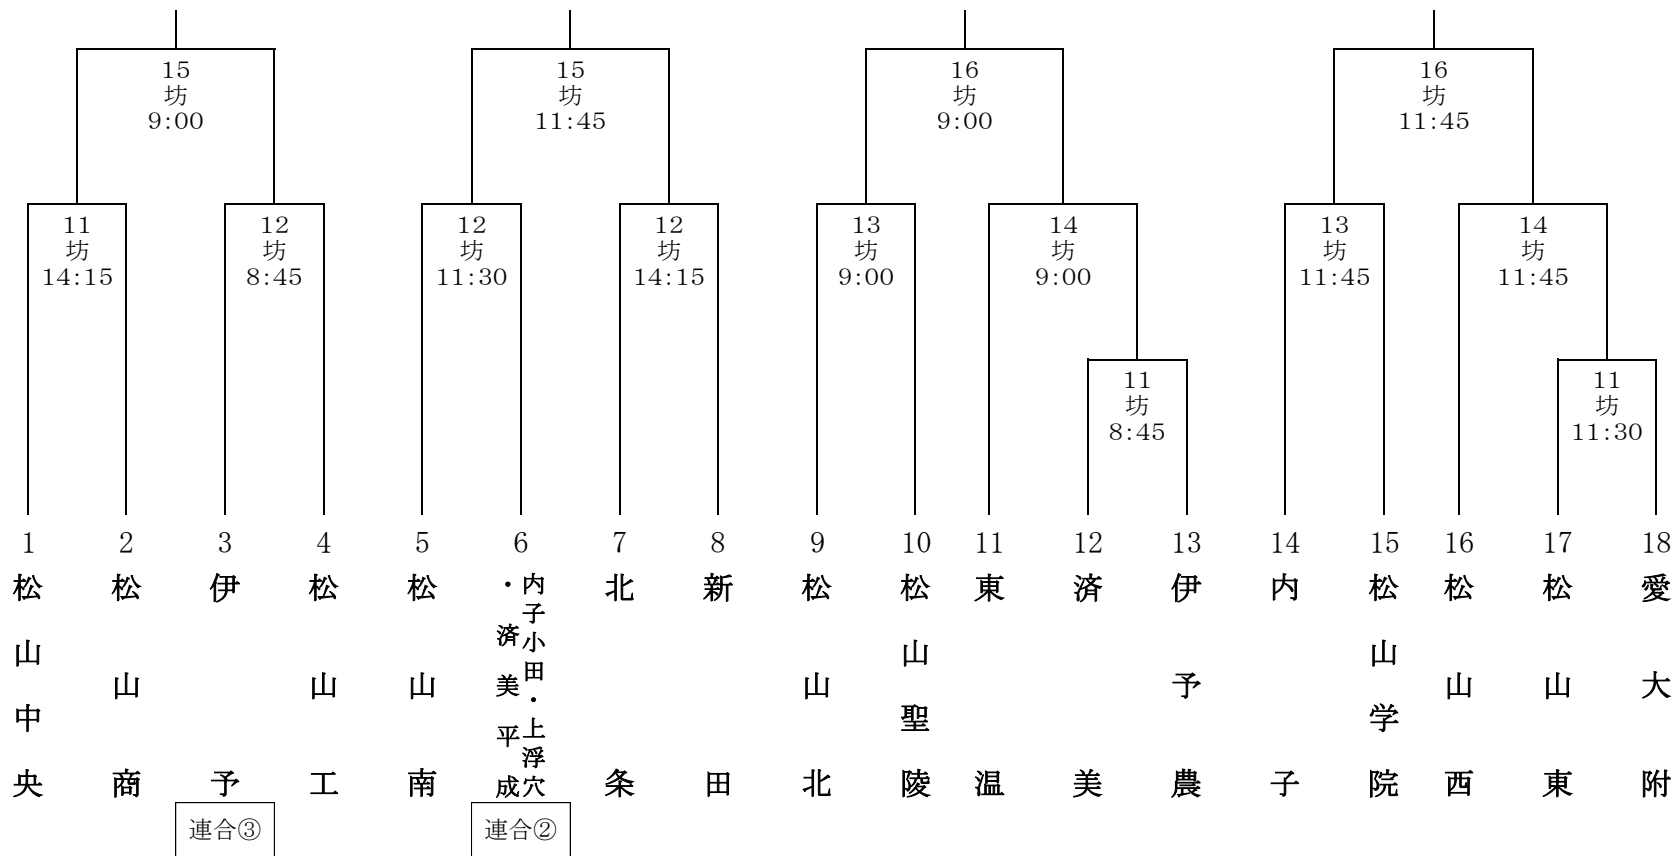 15
坊
9:00
15
坊
11:45
16
坊
9:00
16
坊
11:45
11
坊
14:15
12
坊
8:45
12
坊
11:30
12
坊
14:15
13
坊
9:00
14
坊
9:00
13
坊
11:45
14
坊
11:45
11
坊
8:45
11
坊
11:30
1
松山中央
2
松山商
3
伊予
連合③
4
松山工
5
松山南
6
内子小田・上浮穴
・済美平成
連合②
7
北条
8
新田
9
松山北
10
松山聖陵
11
東温
12
済美
13
伊予農
14
内子
15
松山学院
16
松山西
17
松山東
18
愛大附